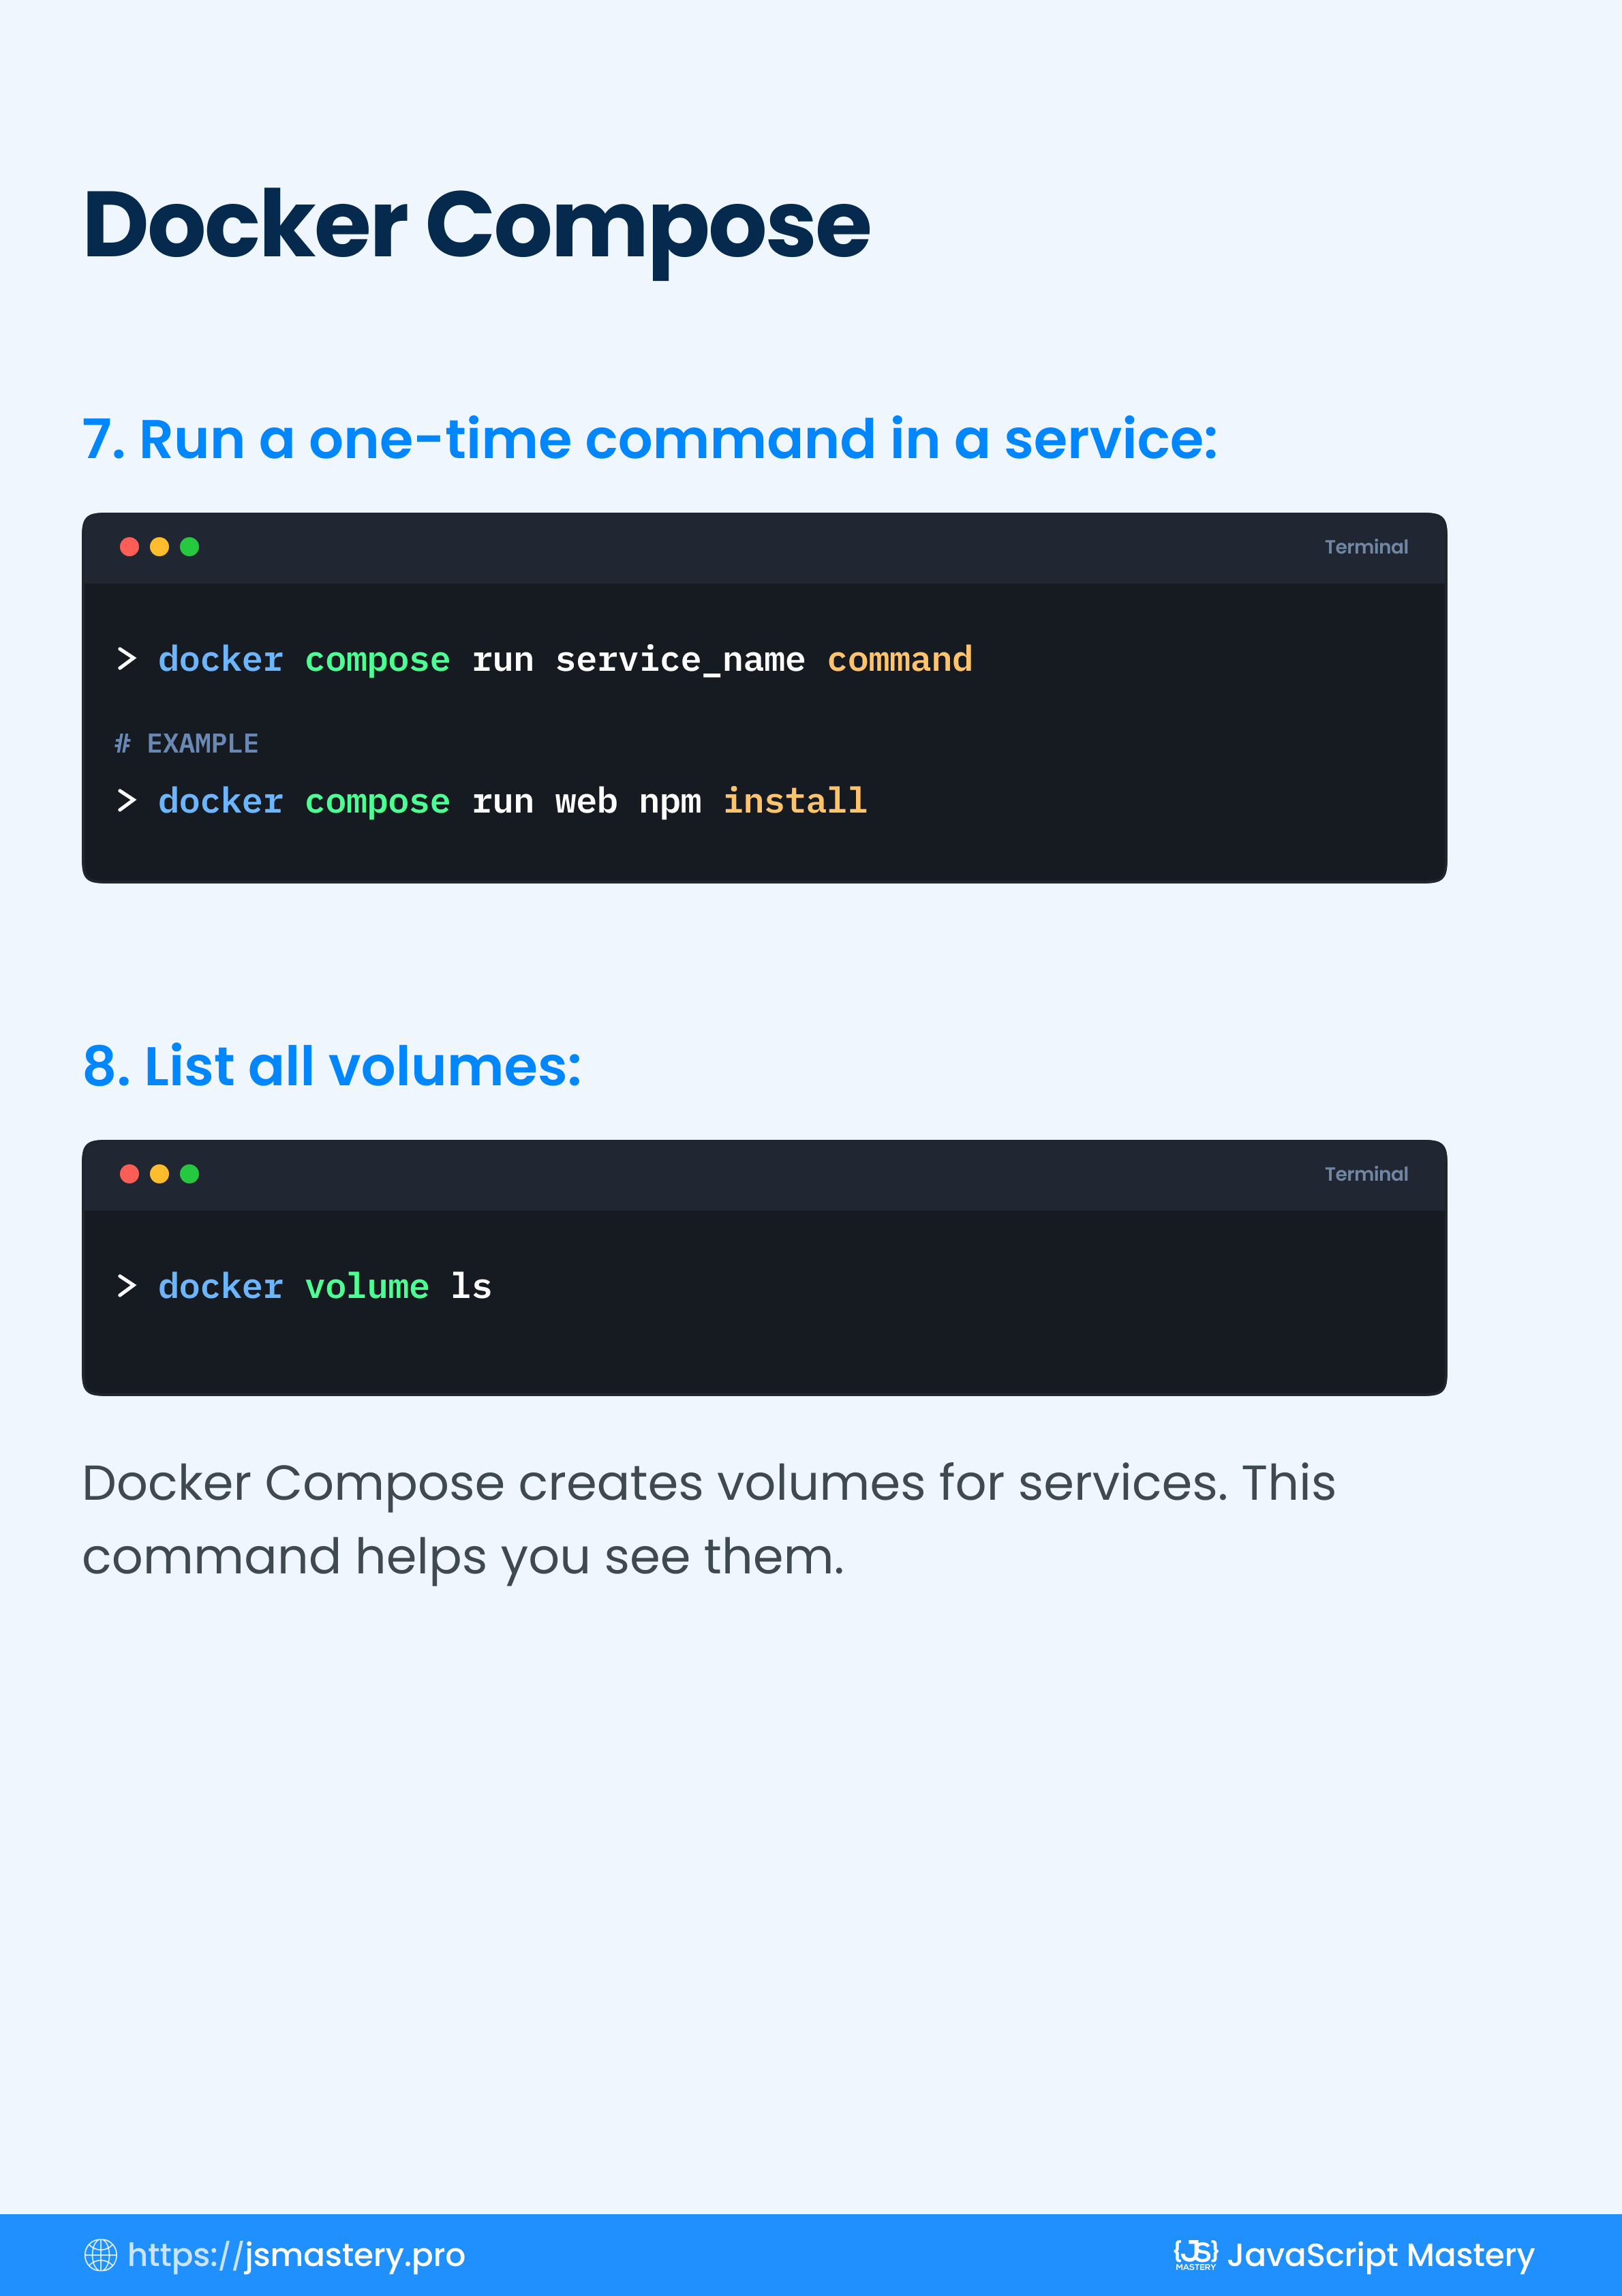 Docker Compose
7. Run a one-time command in a service:
Terminal
> docker compose run service_name command
# EXAMPLE
> docker compose run web npm install
8. List all volumes:
Terminal
> docker volume ls
Docker Compose creates volumes for services. This
command helps you see them.
https://jsmastery.pro
{JS}
MASTERY
JavaScript Mastery